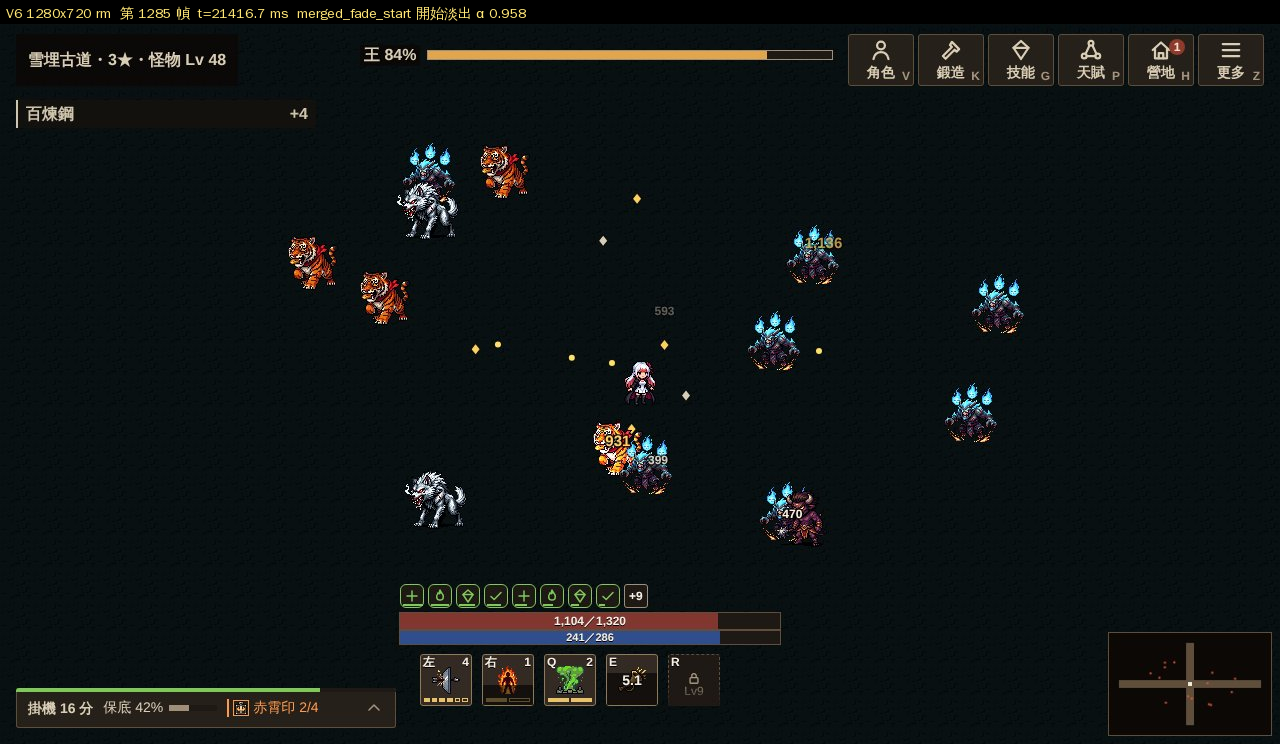 V6 1280x720 rm 第 1285 幀 t=21416.7 ms merged_fade_start 開始淡出 α 0.958
雪埋古道・3★・怪物 Lv 48
王 84%
角色 V
鍛造 K
技能 G
天賦 P
1
營地 H
更多 Z
百煉鋼 +4
1,136
593
931
399
470
+9
1,104／1,320
241／286
左 4
右 1
Q 2
E 5.1
R Lv9
掛機 16 分 保底 42% 赤霄印 2/4